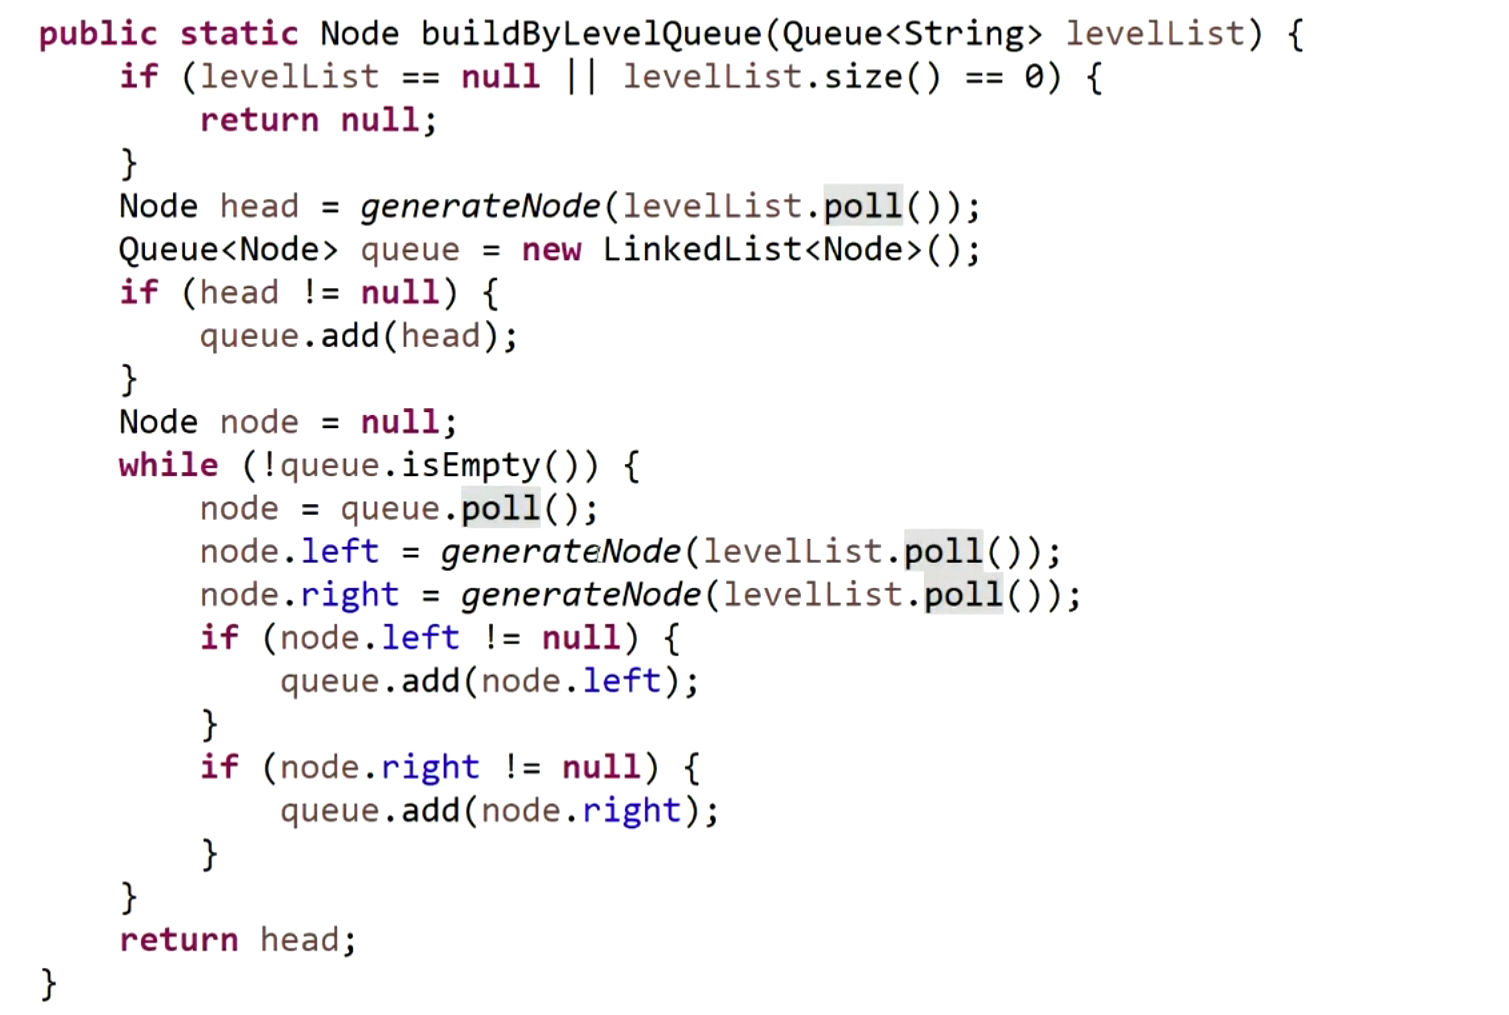 public static Node buildByLevelQueue(Queue<String> levelList) {
    if (levelList == null || levelList.size() == 0) {
        return null;
    }
    Node head = generateNode(levelList.poll());
    Queue<Node> queue = new LinkedList<Node>();
    if (head != null) {
        queue.add(head);
    }
    Node node = null;
    while (!queue.isEmpty()) {
        node = queue.poll();
        node.left = generateNode(levelList.poll());
        node.right = generateNode(levelList.poll());
        if (node.left != null) {
            queue.add(node.left);
        }
        if (node.right != null) {
            queue.add(node.right);
        }
    }
    return head;
}